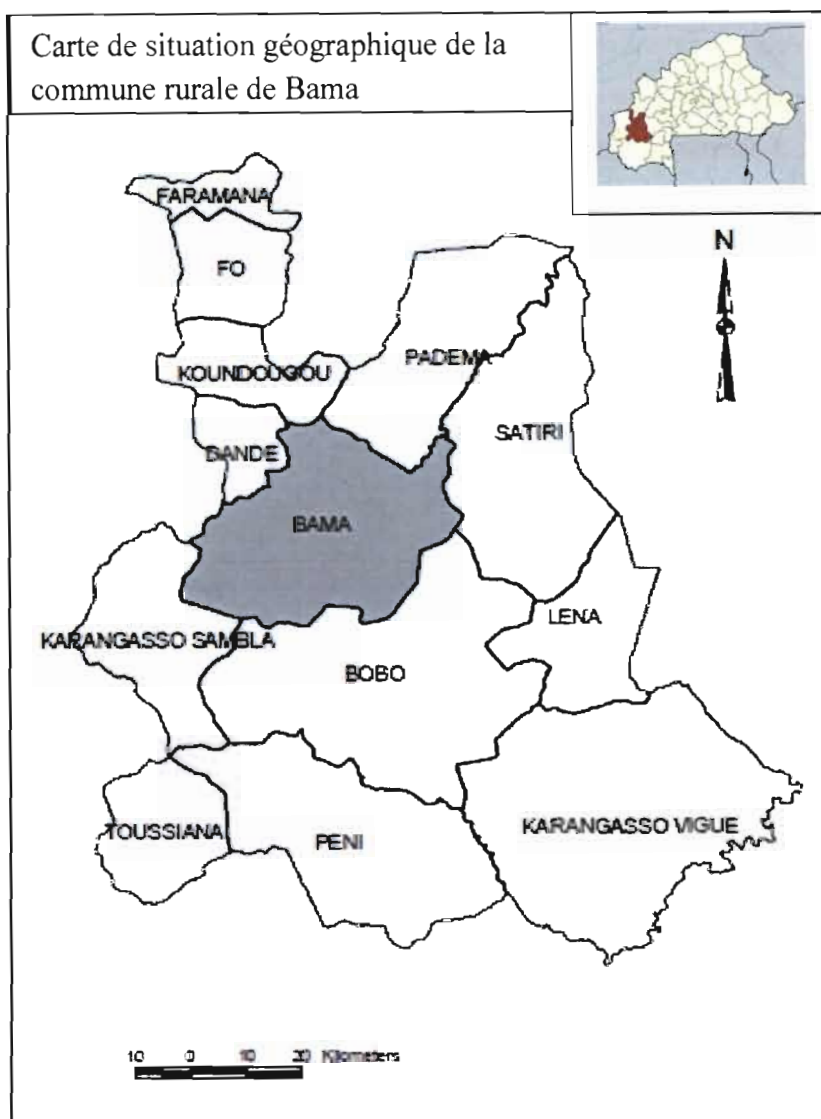 Carte de situation géographique de la
commune rurale de Bama
N
FARAMANA
FO
PADEMA
KOUNDOUGOU
SATIRI
DANDE
BAMA
LENA
KARANGASSO SAMBLA
BOBO
TOUSSIANA
PENI
KARANGASSO VIGUE
10 0 10 20 Kilometers